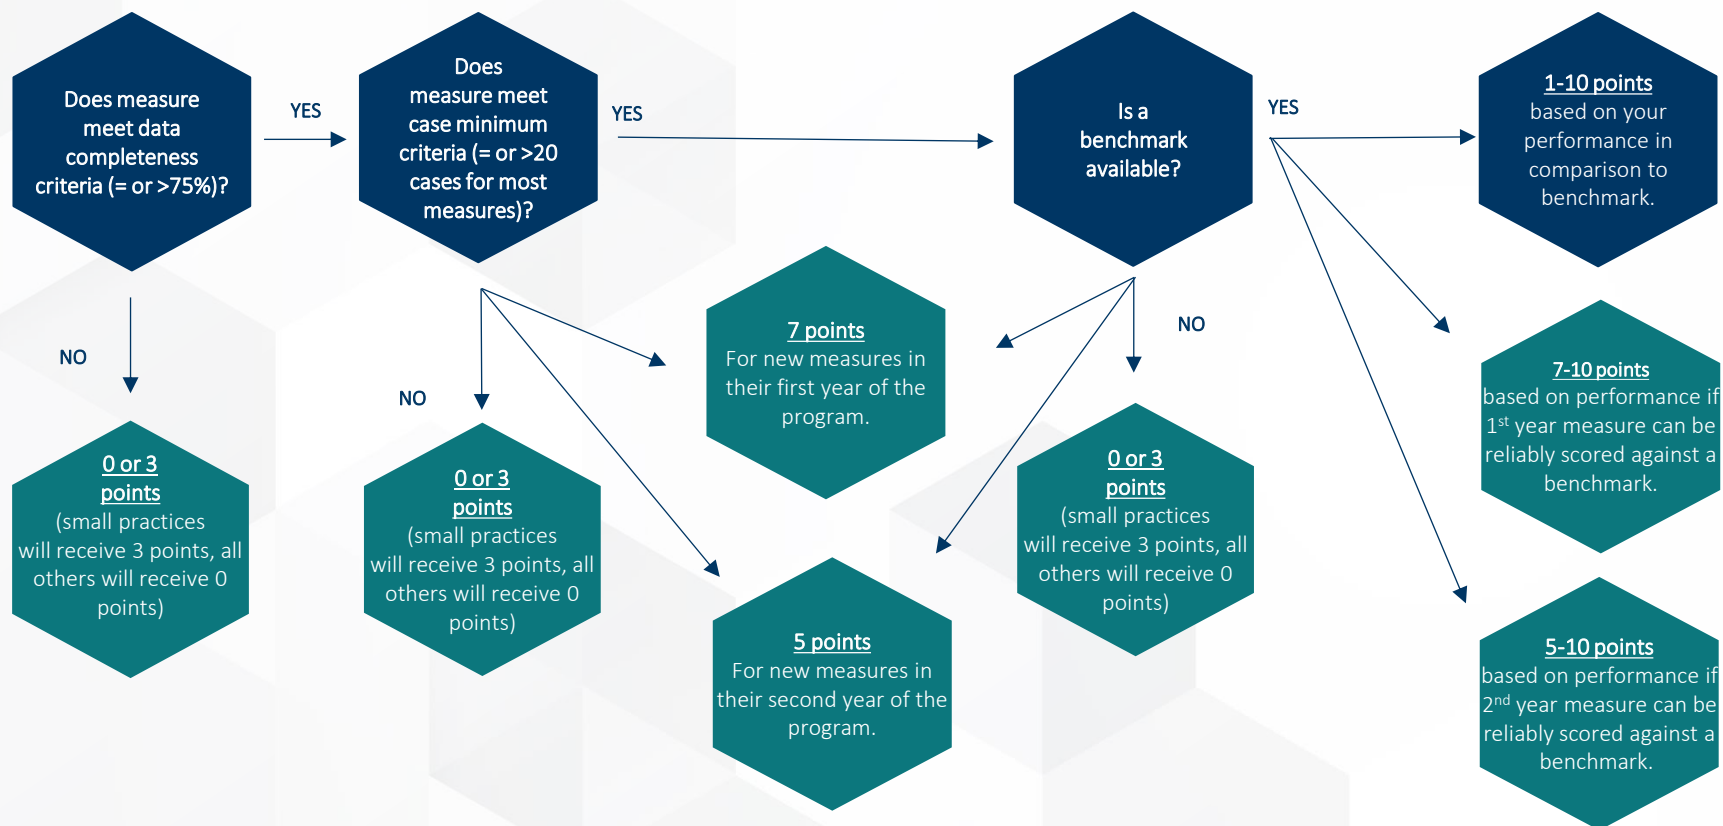 Does measure
meet data
completeness
criteria (= or >75%)?
YES
Does
measure meet
case minimum
criteria (= or >20
cases for most
measures)?
YES
Is a
benchmark
available?
YES
1-10 points
based on your
performance in
comparison to
benchmark.
NO
0 or 3
points
(small practices
will receive 3 points, all
others will receive 0
points)
NO
0 or 3
points
(small practices
will receive 3 points, all
others will receive 0
points)
7 points
For new measures in
their first year of the
program.
5 points
For new measures in
their second year of the
program.
NO
0 or 3
points
(small practices
will receive 3 points, all
others will receive 0
points)
7-10 points
based on performance if
1st year measure can be
reliably scored against a
benchmark.
5-10 points
based on performance if
2nd year measure can be
reliably scored against a
benchmark.